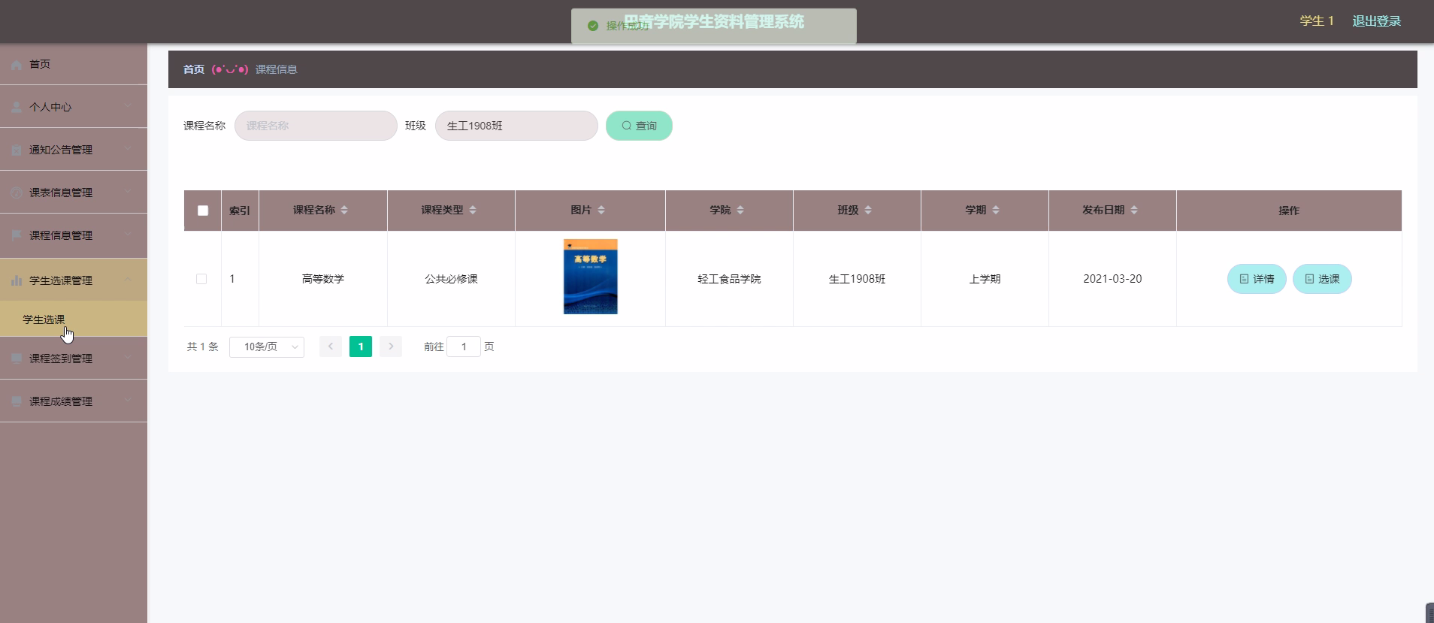 操作成功
巴音学院学生资料管理系统
学生 1 退出登录
首页
个人中心
通知公告管理
课表信息管理
课程信息管理
学生选课管理
学生选课
课程签到管理
课程成绩管理
首页 (●'◡'●) 课程信息
课程名称 课程名称 班级 生工1908班 查询
索引 课程名称 课程类型 图片 学院 班级 学期 发布日期 操作
高等数学
1 高等数学 公共必修课 轻工食品学院 生工1908班 上学期 2021-03-20 详情 选课
共 1 条 10条/页 1 前往 1 页